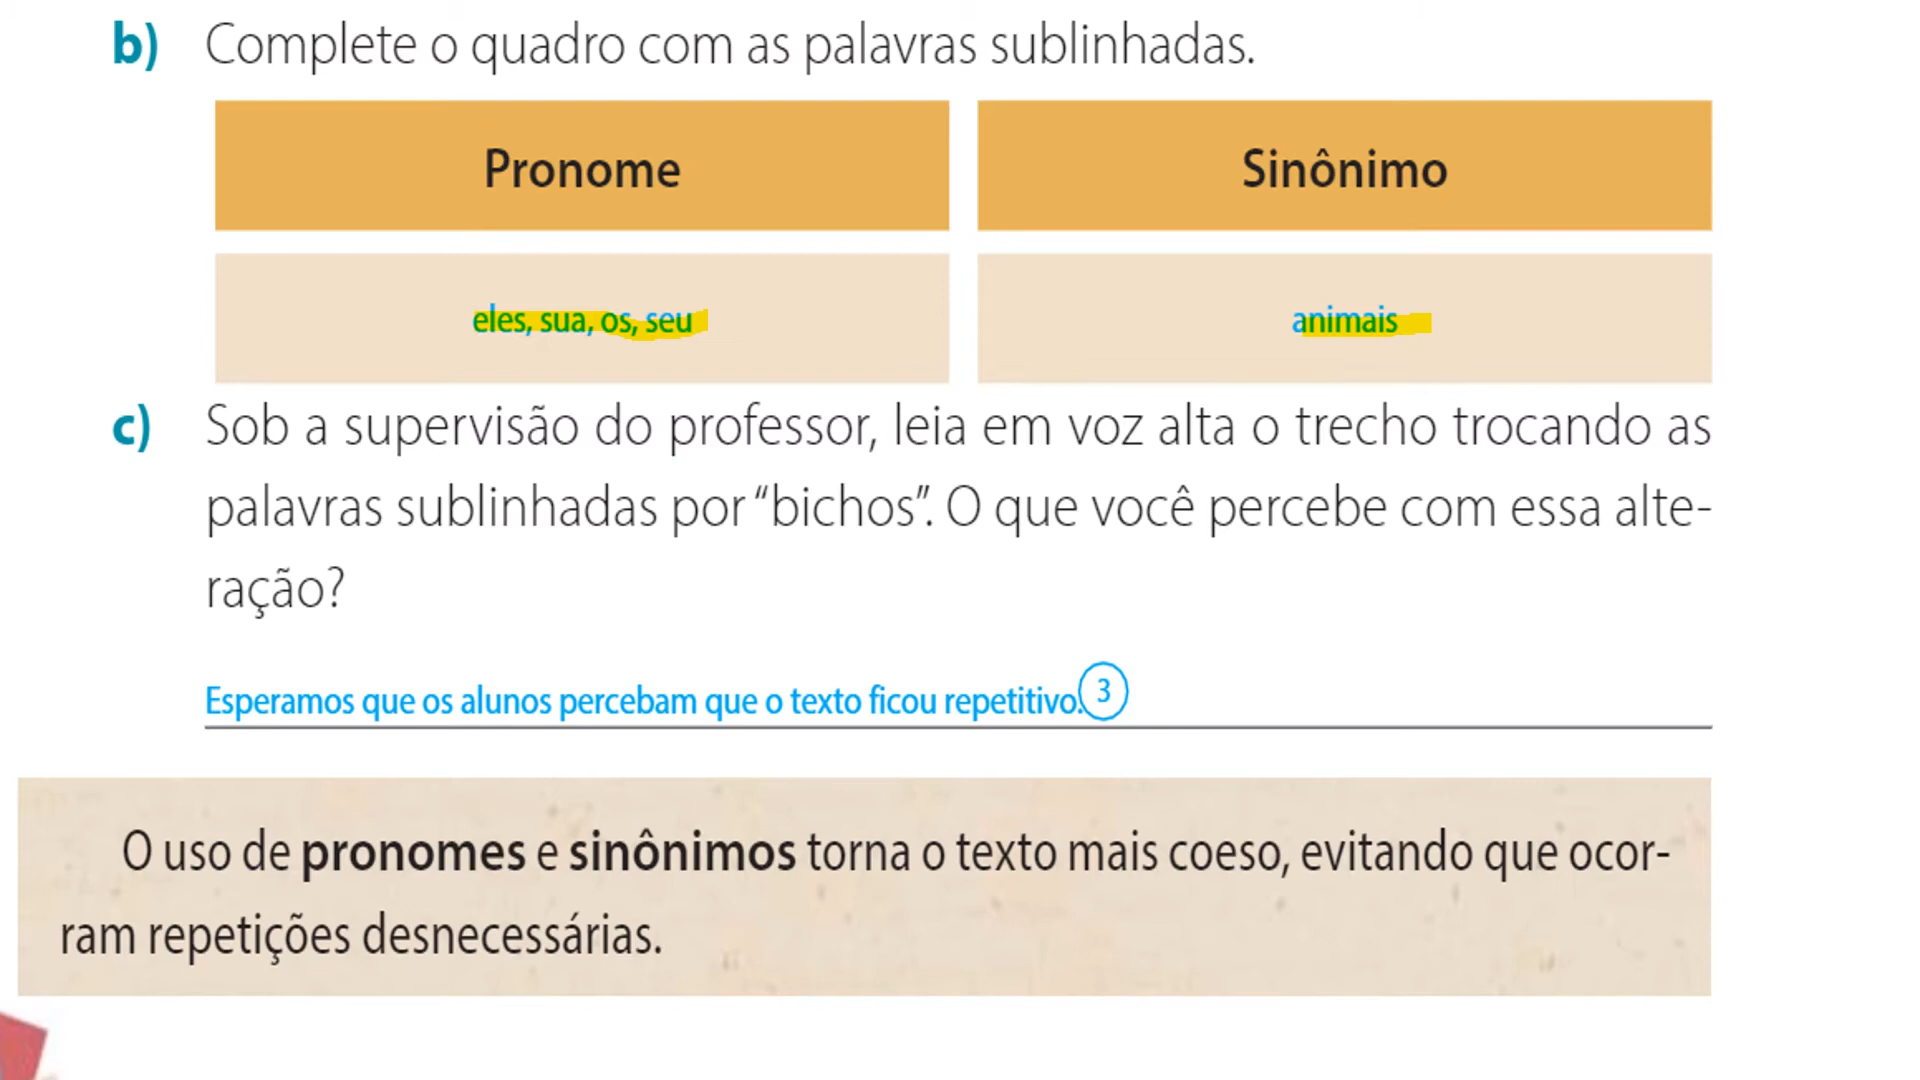 b) Complete o quadro com as palavras sublinhadas.
Pronome
Sinônimo
eles, sua, os, seu
animais
c) Sob a supervisão do professor, leia em voz alta o trecho trocando as
palavras sublinhadas por “bichos”. O que você percebe com essa alte-
ração?
Esperamos que os alunos percebam que o texto ficou repetitivo. 3
O uso de pronomes e sinônimos torna o texto mais coeso, evitando que ocor-
ram repetições desnecessárias.